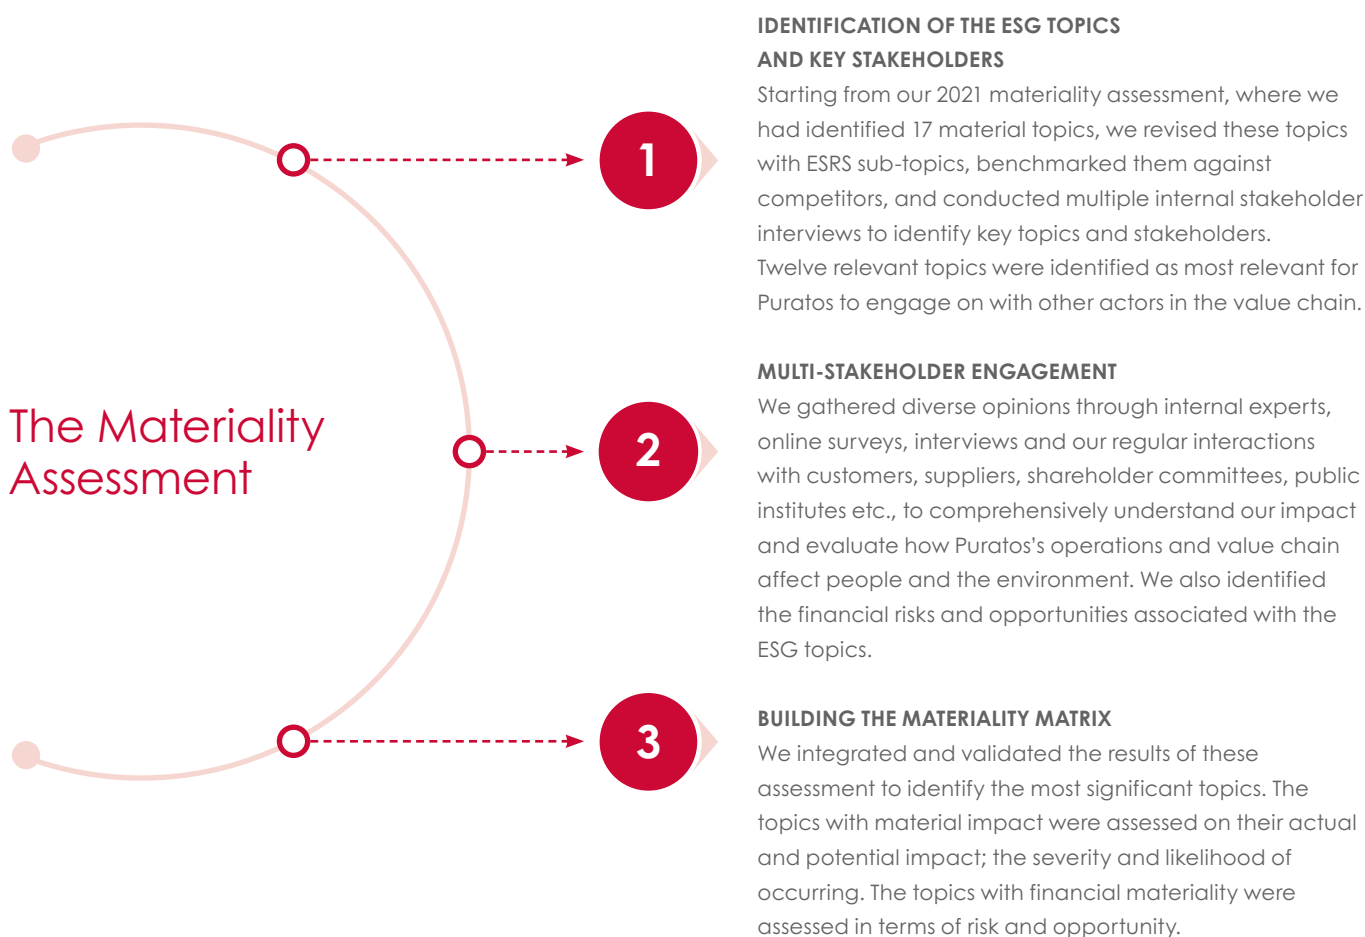 The Materiality
Assessment
1
IDENTIFICATION OF THE ESG TOPICS
AND KEY STAKEHOLDERS
Starting from our 2021 materiality assessment, where we
had identified 17 material topics, we revised these topics
with ESRS sub-topics, benchmarked them against
competitors, and conducted multiple internal stakeholder
interviews to identify key topics and stakeholders.
Twelve relevant topics were identified as most relevant for
Puratos to engage on with other actors in the value chain.
2
MULTI-STAKEHOLDER ENGAGEMENT
We gathered diverse opinions through internal experts,
online surveys, interviews and our regular interactions
with customers, suppliers, shareholder committees, public
institutes etc., to comprehensively understand our impact
and evaluate how Puratos's operations and value chain
affect people and the environment. We also identified
the financial risks and opportunities associated with the
ESG topics.
3
BUILDING THE MATERIALITY MATRIX
We integrated and validated the results of these
assessment to identify the most significant topics. The
topics with material impact were assessed on their actual
and potential impact; the severity and likelihood of
occurring. The topics with financial materiality were
assessed in terms of risk and opportunity.